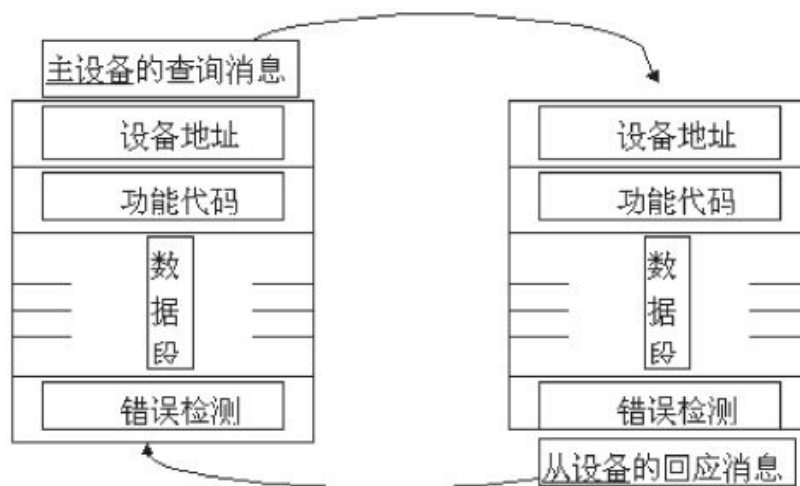 主设备的查询消息
设备地址
功能代码
数
据
段
错误检测
设备地址
功能代码
数
据
段
错误检测
从设备的回应消息